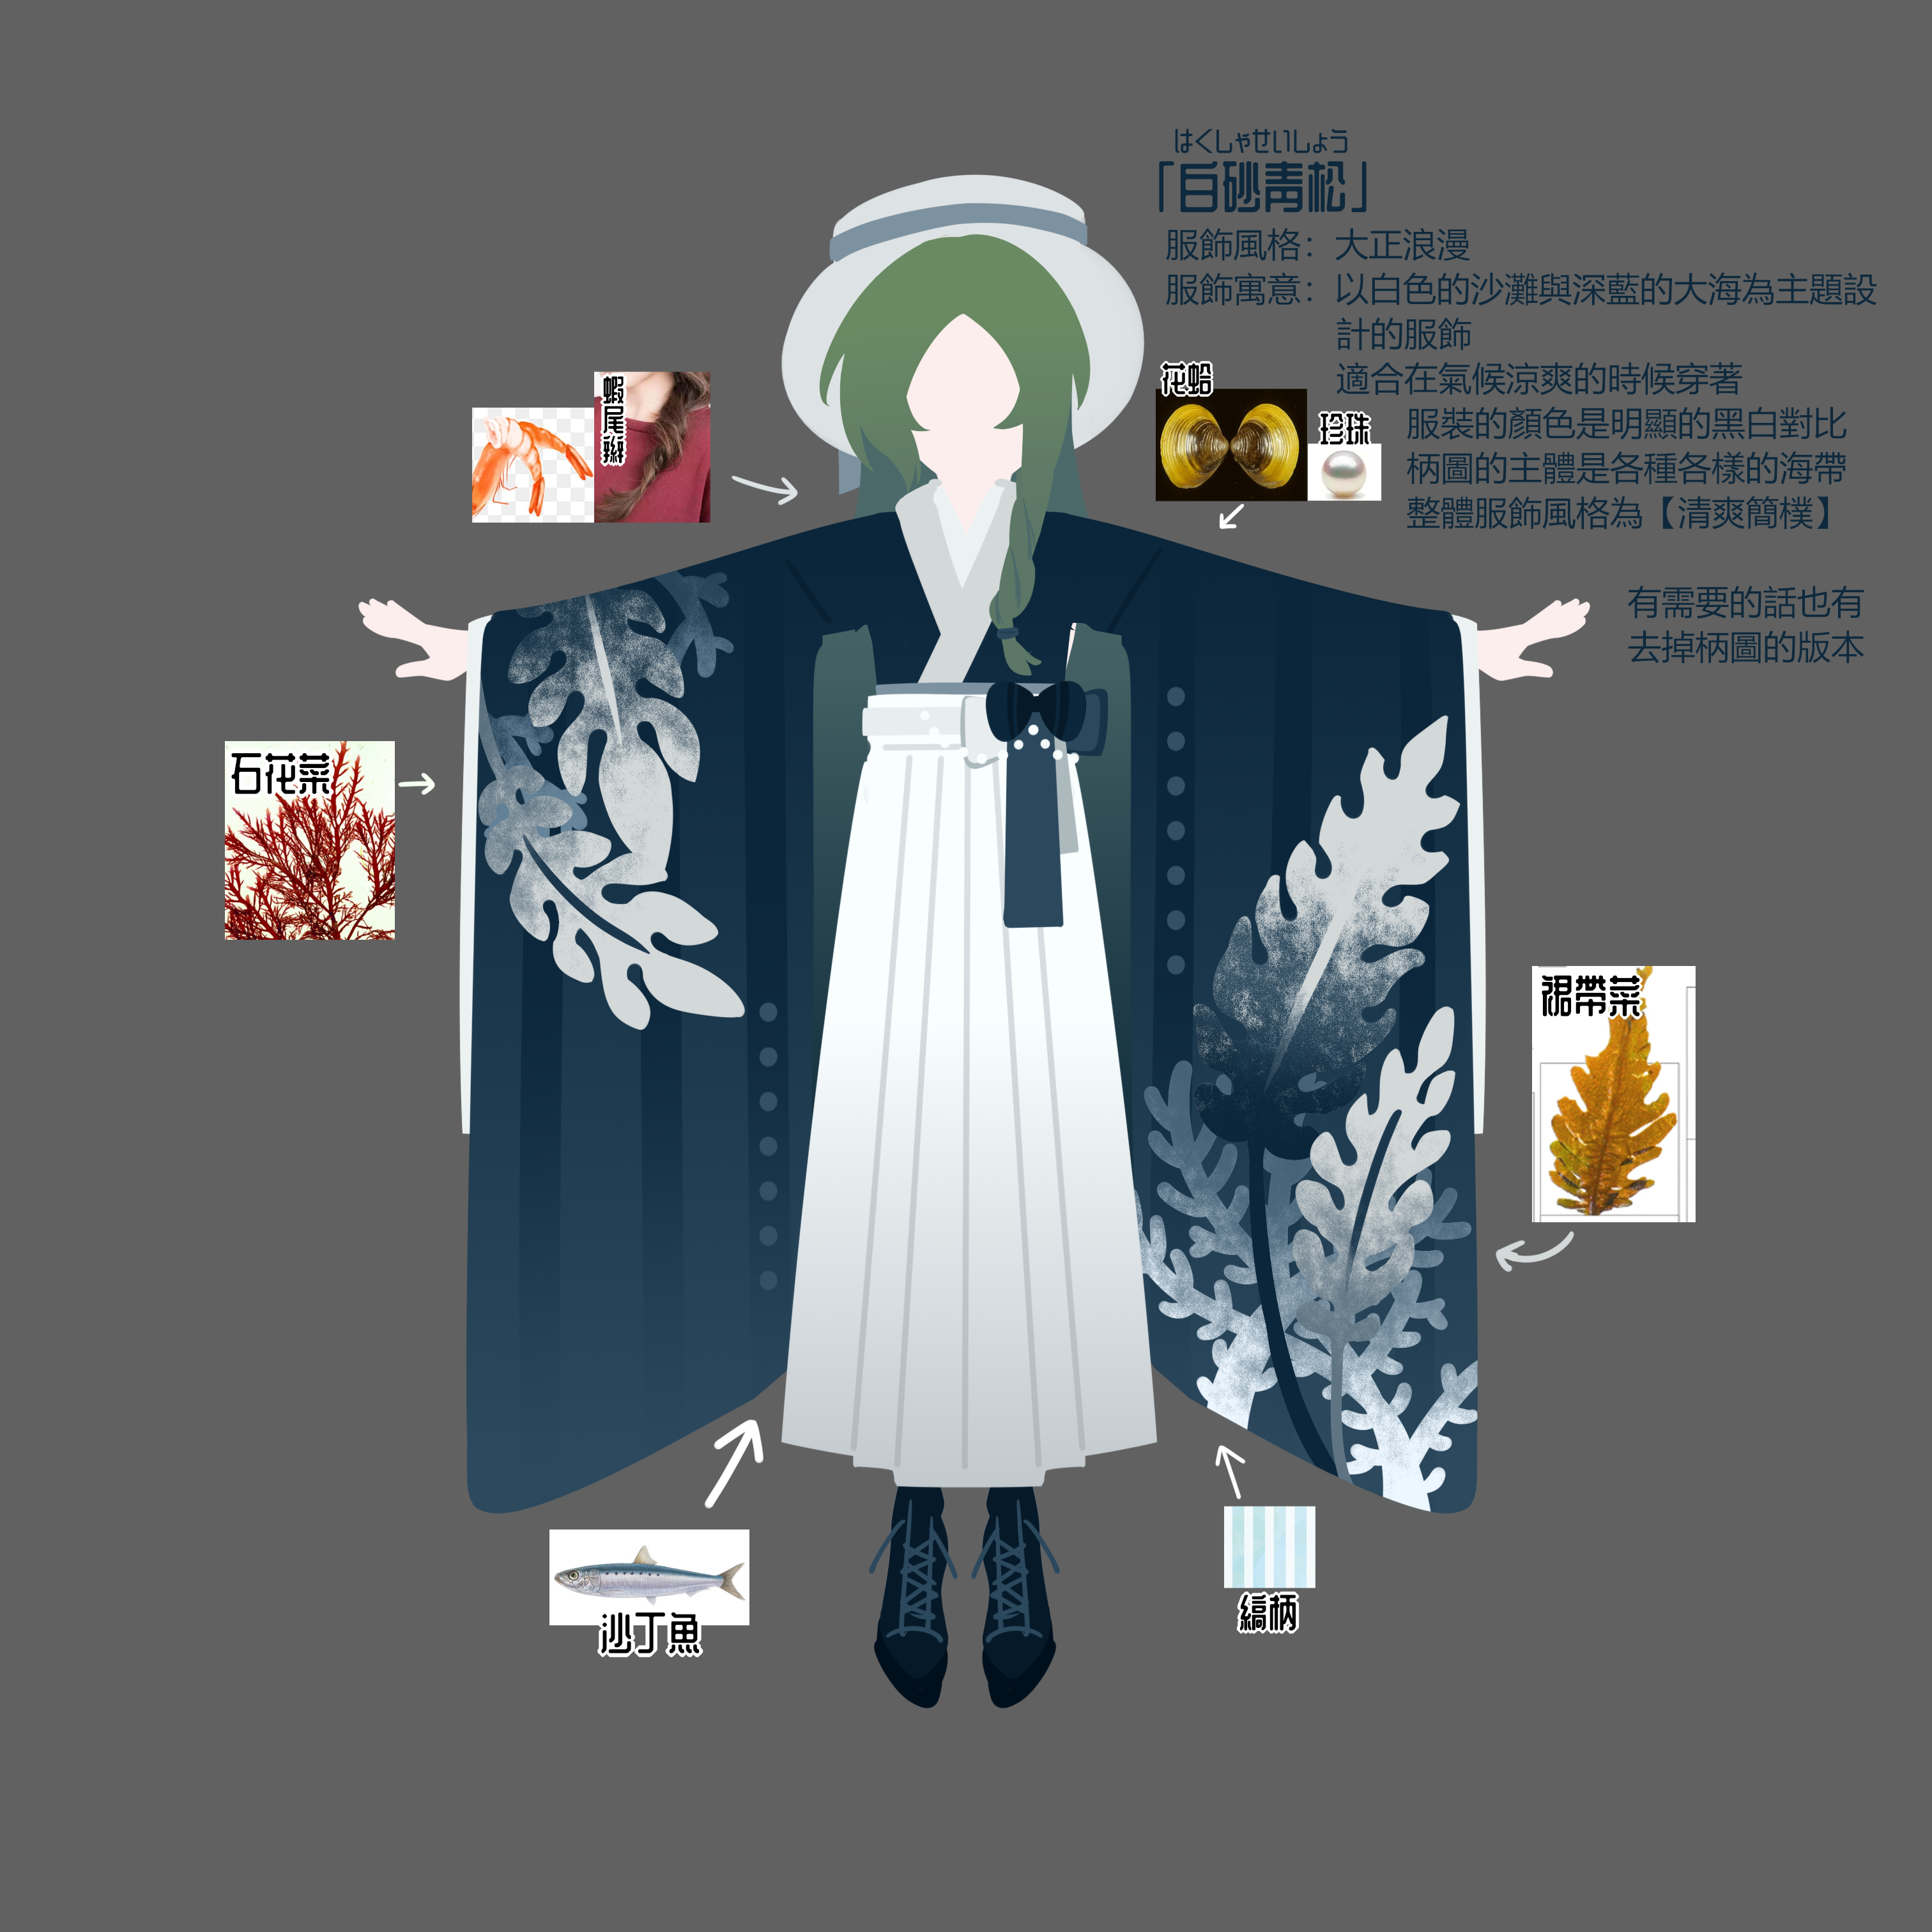 はくしゃせいしょう
「白砂青松」
服飾風格：大正浪漫
服飾寓意：以白色的沙灘與深藍的大海為主題設
計的服飾
適合在氣候涼爽的時候穿著
服裝的顏色是明顯的黑白對比
柄圖的主體是各種各樣的海帶
整體服飾風格為【清爽簡樸】
花蛤
珍珠
蝦尾辮
有需要的話也有
去掉柄圖的版本
石花菜
裙帶菜
沙丁魚
縞柄